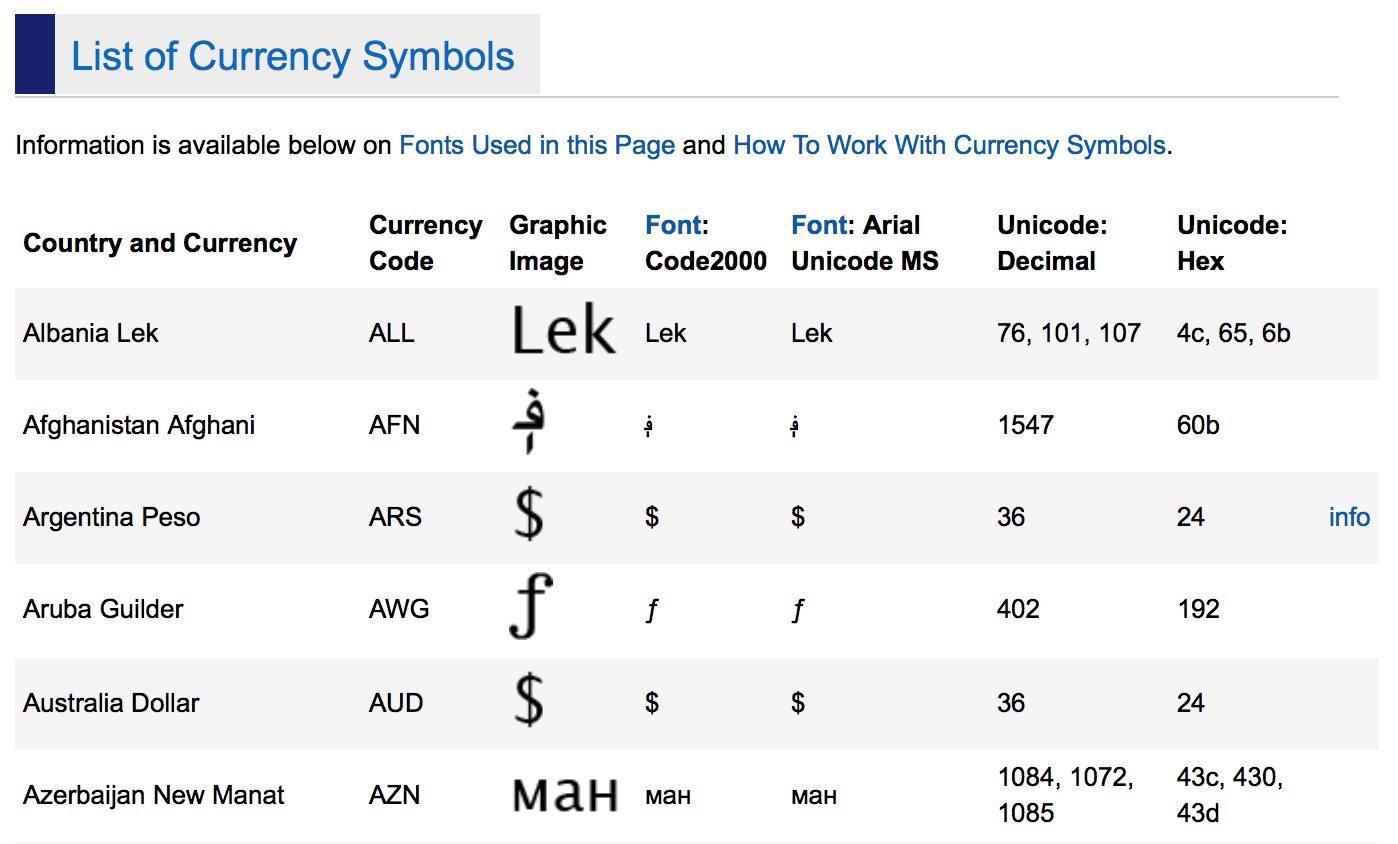 List of Currency Symbols
Information is available below on Fonts Used in this Page and How To Work With Currency Symbols.
Country and Currency Currency Code Graphic Image Font: Code2000 Font: Arial Unicode MS Unicode: Decimal Unicode: Hex
Albania Lek ALL Lek Lek Lek 76, 101, 107 4c, 65, 6b
Afghanistan Afghani AFN ؋ ؋ ؋ 1547 60b
Argentina Peso ARS $ $ $ 36 24 info
Aruba Guilder AWG ƒ ƒ ƒ 402 192
Australia Dollar AUD $ $ $ 36 24
Azerbaijan New Manat AZN ман ман ман 1084, 1072, 1085 43c, 430, 43d